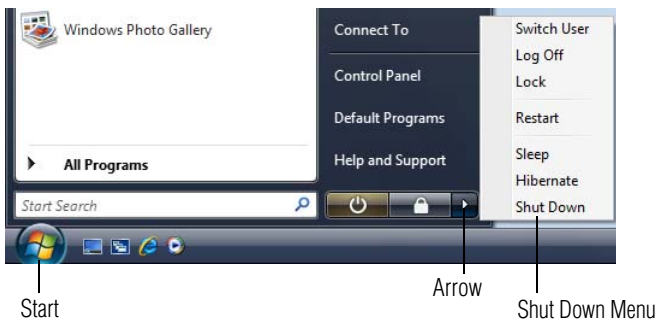 Windows Photo Gallery
All Programs
Start Search
Connect To
Control Panel
Default Programs
Help and Support
Switch User
Log Off
Lock
Restart
Sleep
Hibernate
Shut Down
Start
Arrow
Shut Down Menu